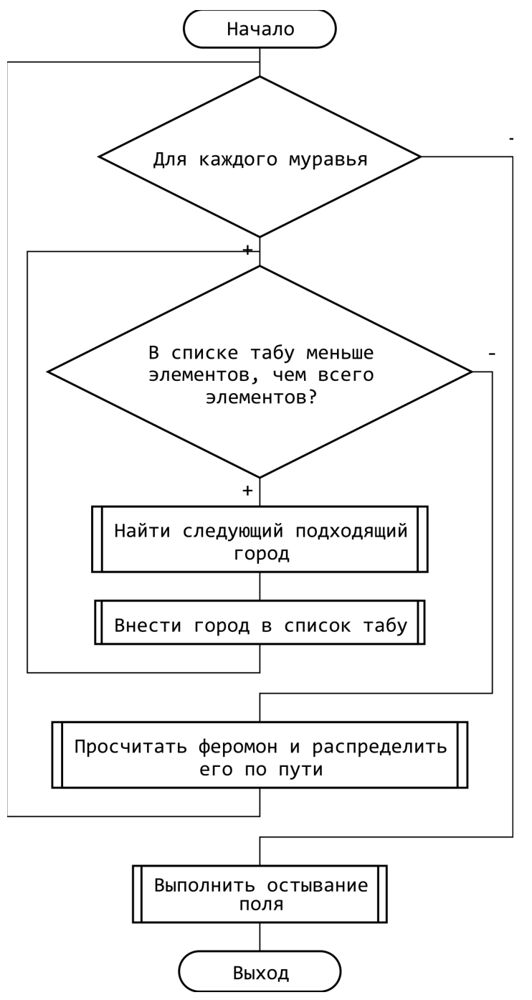 Начало
-
Для каждого муравья
+
В списке табу меньше
элементов, чем всего
элементов?
-
+
Найти следующий подходящий
город
Внести город в список табу
Просчитать феромон и распределить
его по пути
Выполнить остывание
поля
Выход